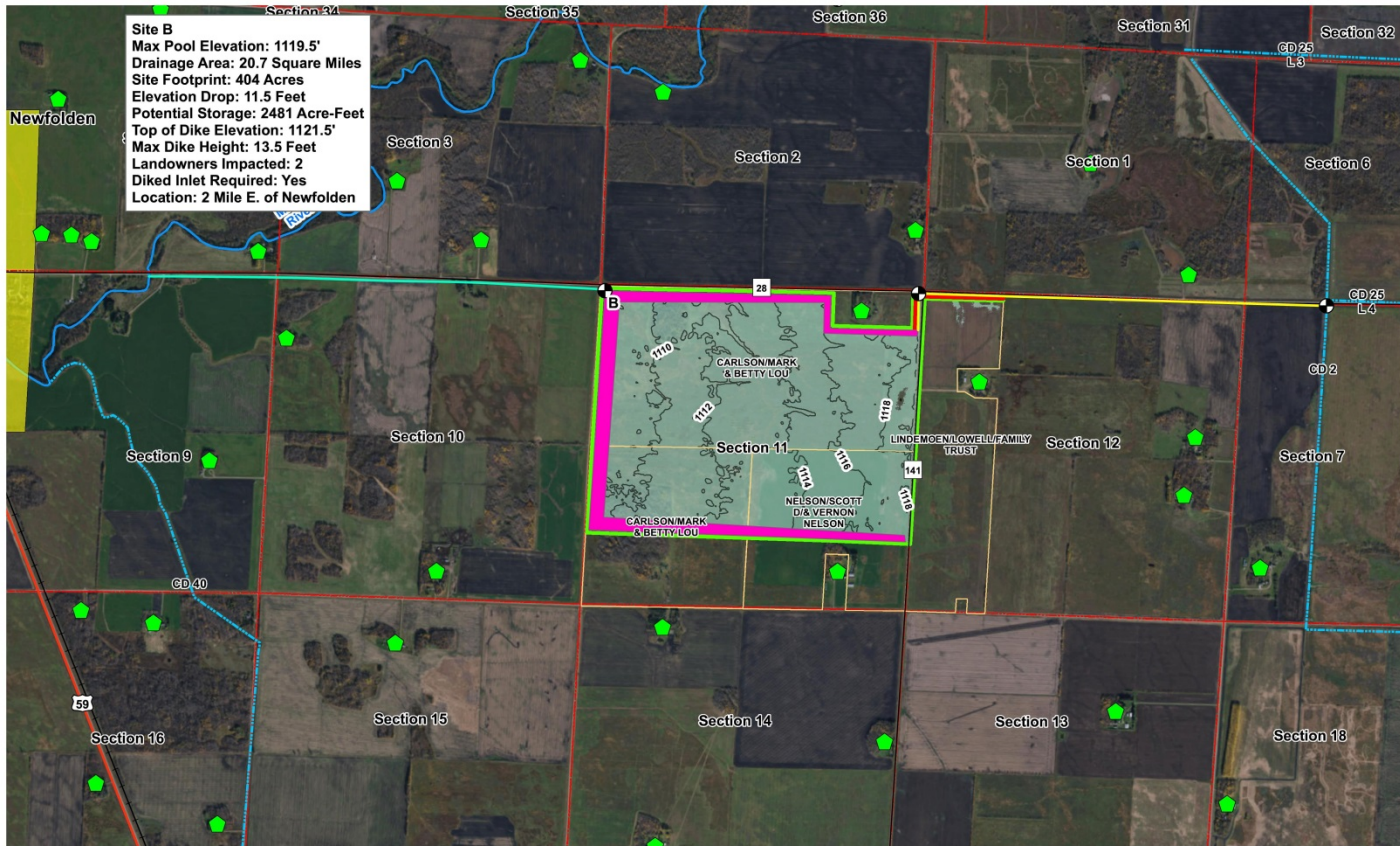 Section 34
Section 35
Section 36
Section 31
Section 32
Site B
Max Pool Elevation: 1119.5'
Drainage Area: 20.7 Square Miles
Site Footprint: 404 Acres
Elevation Drop: 11.5 Feet
Potential Storage: 2481 Acre-Feet
Top of Dike Elevation: 1121.5'
Max Dike Height: 13.5 Feet
Landowners Impacted: 2
Diked Inlet Required: Yes
Location: 2 Mile E. of Newfolden
CD 25
L 3
Newfolden
Section 3
Section 2
Section 1
Section 6
River
28
B
CD 25
L 4
1110
CARLSON/MARK
& BETTY LOU
CD 2
1112
1118
Section 10
Section 11
LINDEMOEN/LOWELL/FAMILY
TRUST
Section 12
Section 9
Section 7
1116
141
1114
1118
NELSON/SCOTT
D/& VERNON
NELSON
CARLSON/MARK
& BETTY LOU
CD 40
59
Section 16
Section 15
Section 14
Section 13
Section 18